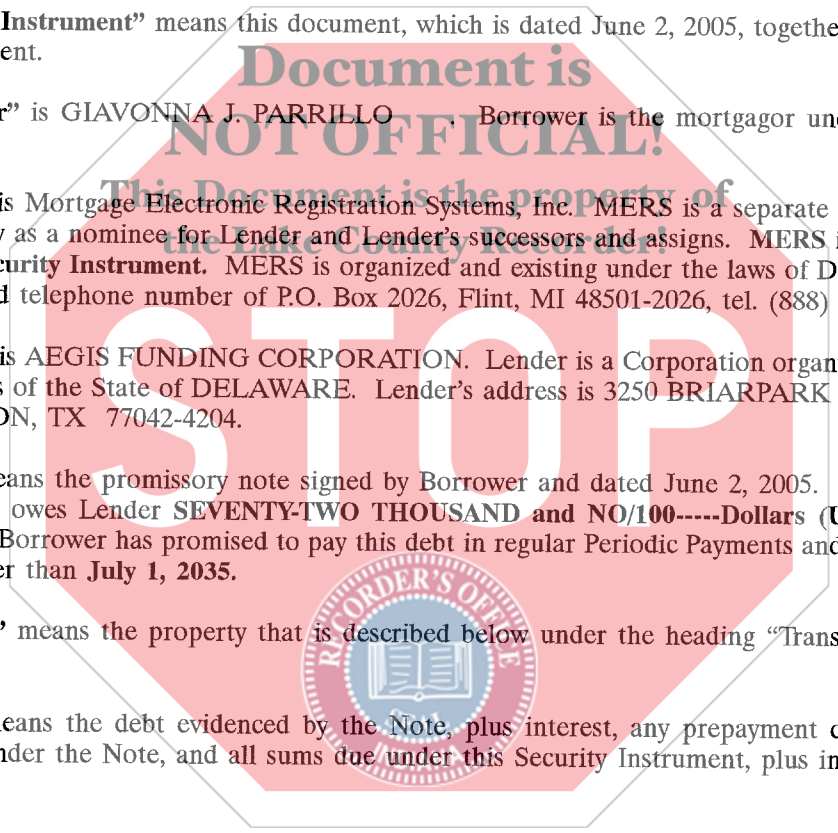 Instrument” means this document, which is dated June 2, 2005, togethe
ent.
Document is
r” is GIAVONNA J. PARRILLO . Borrower is the mortgagor un
NOT OFFICIAL!
This Document is the property of
is Mortgage Electronic Registration Systems, Inc. MERS is a separate
y as a nominee for Lender and Lender’s successors and assigns. MERS i
the Lake County Recorder!
curity Instrument. MERS is organized and existing under the laws of D
d telephone number of P.O. Box 2026, Flint, MI 48501-2026, tel. (888)
STOP
is AEGIS FUNDING CORPORATION. Lender is a Corporation organ
s of the State of DELAWARE. Lender’s address is 3250 BRIARPARK
ON, TX 77042-4204.
eans the promissory note signed by Borrower and dated June 2, 2005.
owes Lender SEVENTY-TWO THOUSAND and NO/100-----Dollars (U
Borrower has promised to pay this debt in regular Periodic Payments and
er than July 1, 2035.
” means the property that is described below under the heading “Trans
RECORDER’S OFFICE
SEAL
INDIANA
eans the debt evidenced by the Note, plus interest, any prepayment c
nder the Note, and all sums due under this Security Instrument, plus in